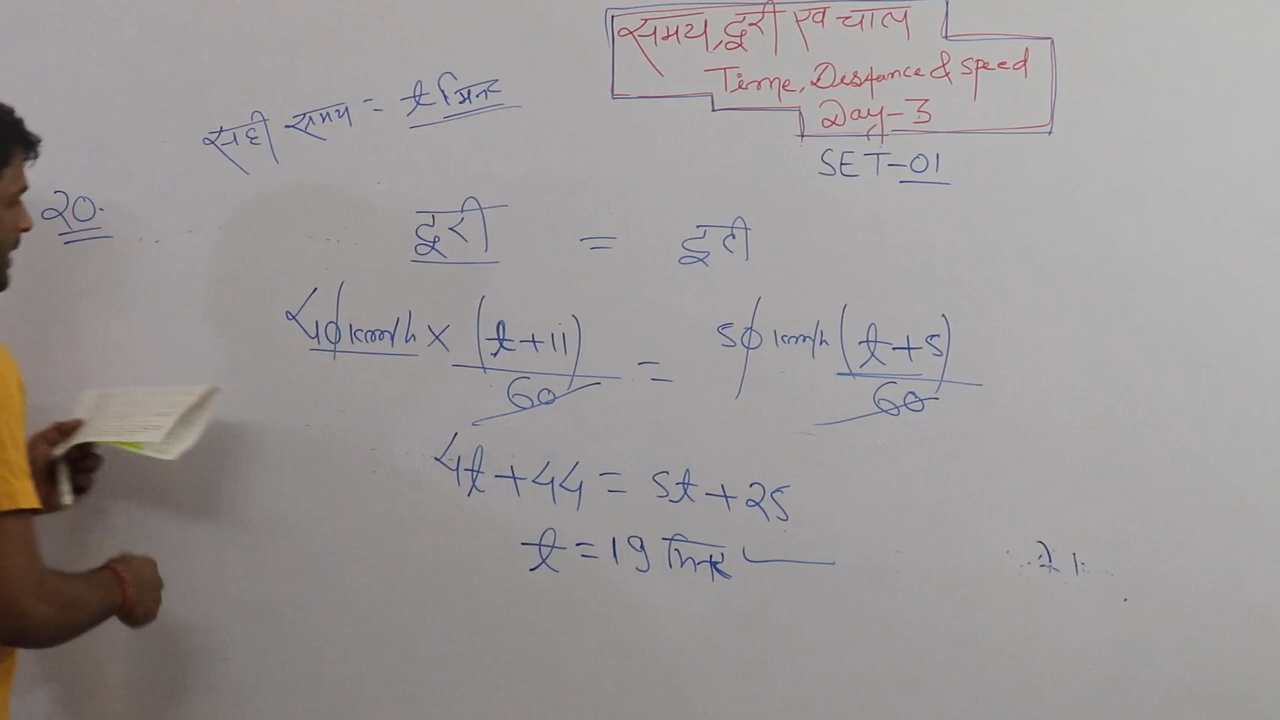 समय, दूरी एव चाल
Time, Distance & Speed
Day-3
SET-01
सही समय = t मिनट
20.
दूरी = दूरी
40 km/h × (t+11)/60 = 50 km/h (t+5)/60
4t+44 = 5t+25
t = 19 मिनट